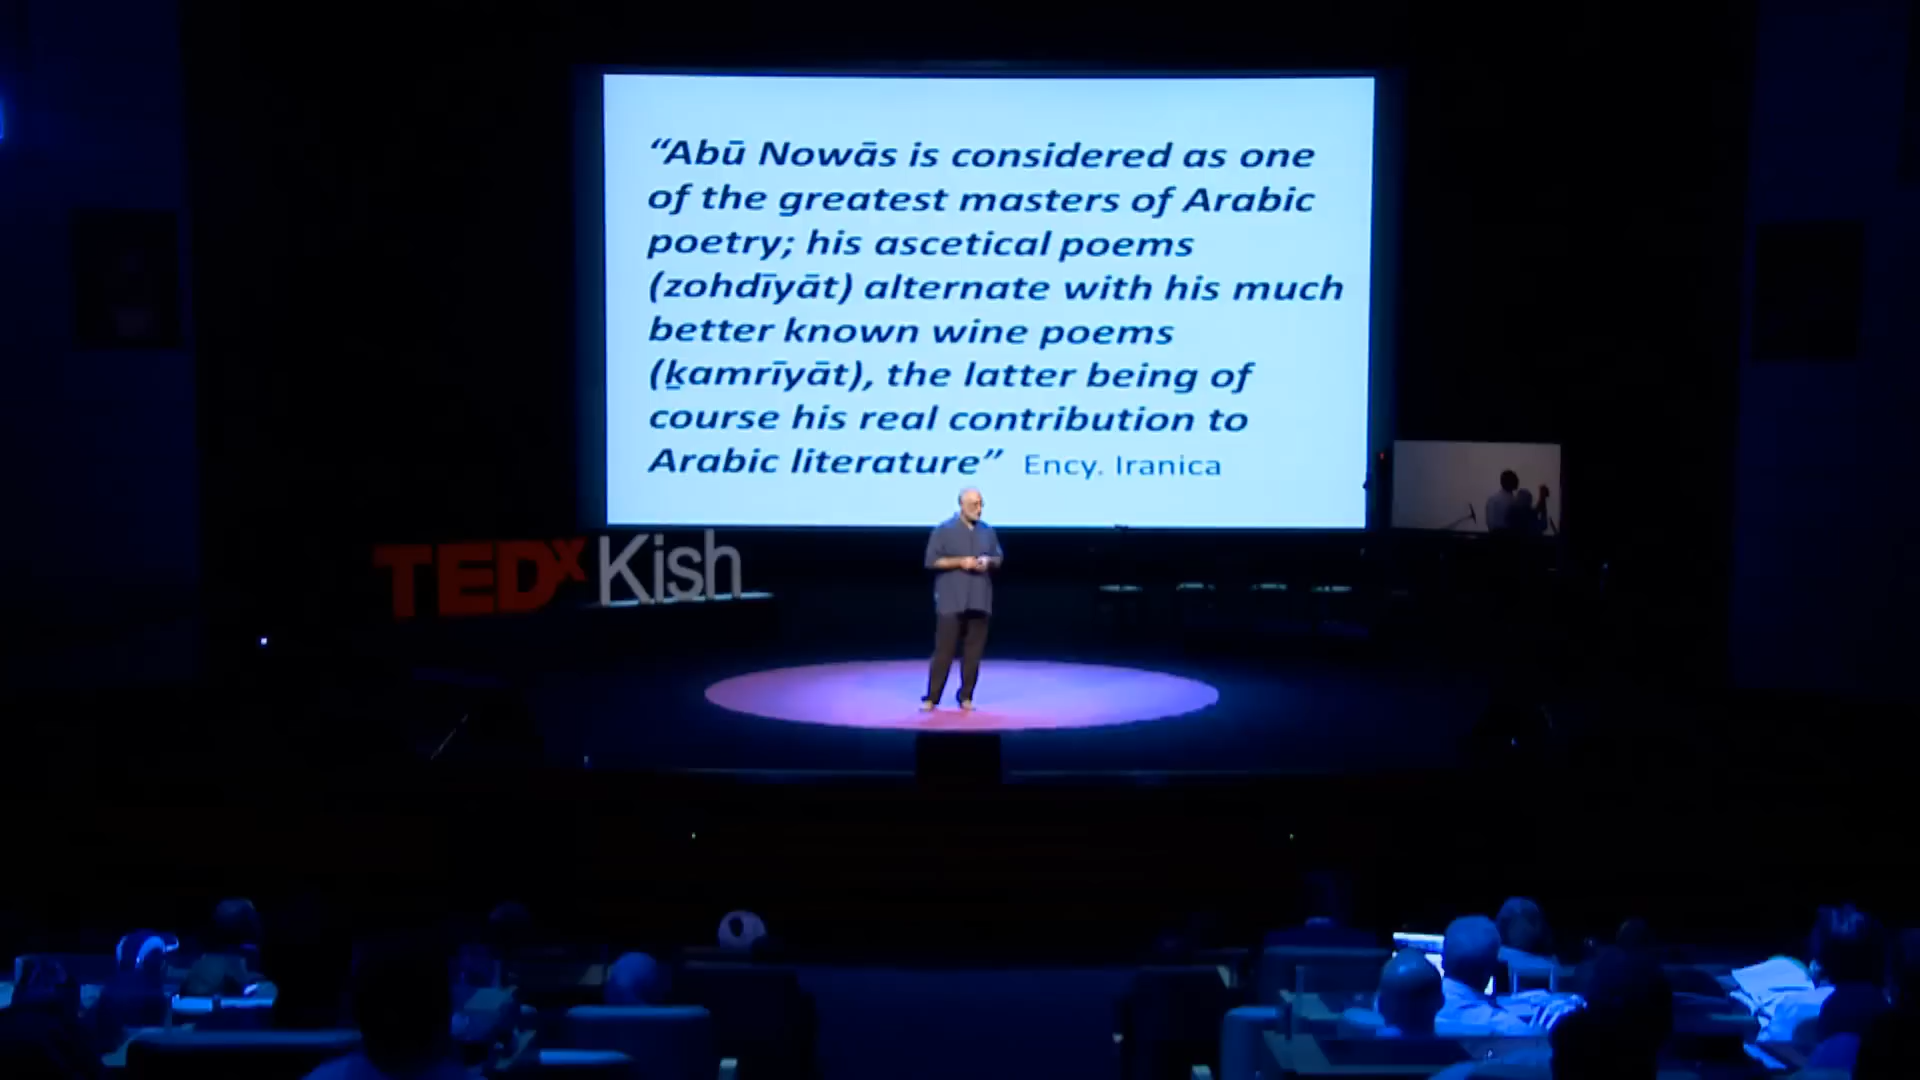 “Abū Nowās is considered as one
of the greatest masters of Arabic
poetry; his ascetical poems
(zohdīyāt) alternate with his much
better known wine poems
(ḵamrīyāt), the latter being of
course his real contribution to
Arabic literature” Ency. Iranica
TEDx Kish